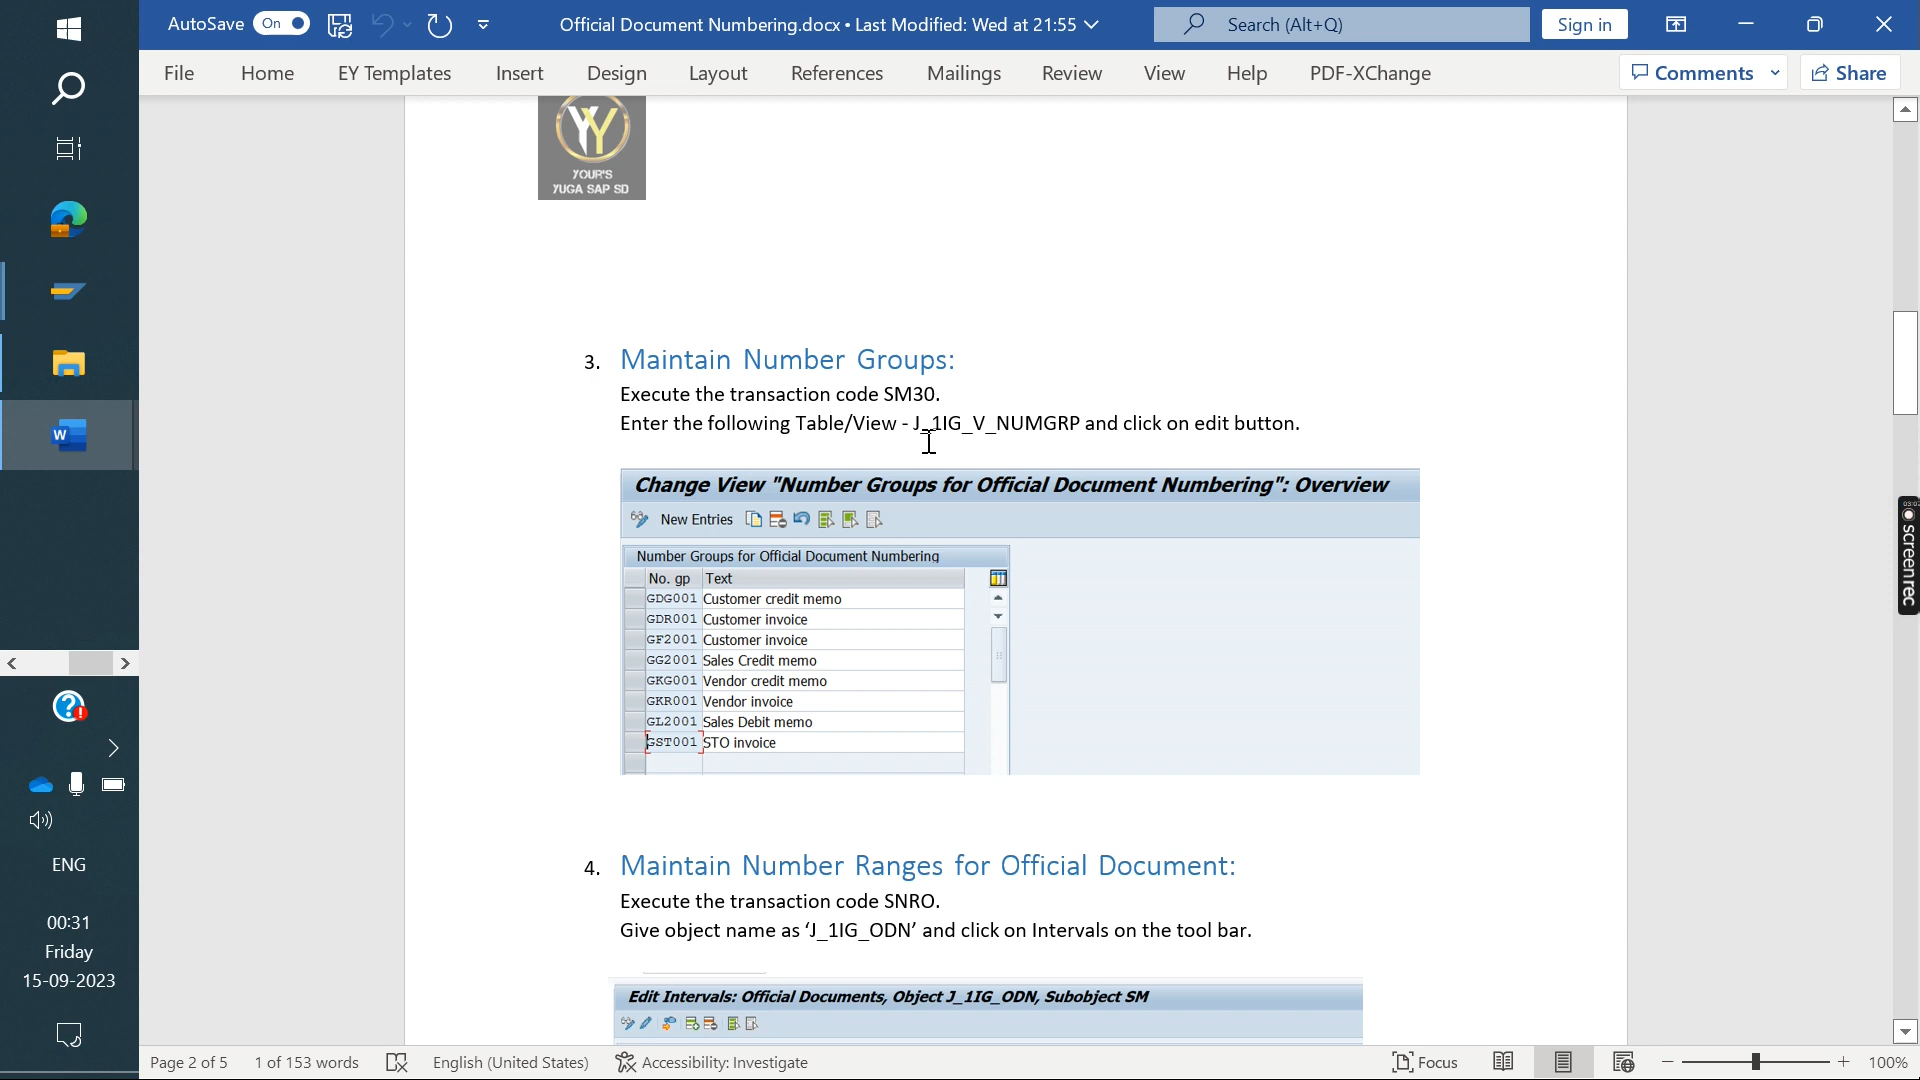 AutoSave On
Official Document Numbering.docx • Last Modified: Wed at 21:55
Search (Alt+Q)
Sign in
File Home EY Templates Insert Design Layout References Mailings Review View Help PDF-XChange
Comments
Share
YY
YOUR'S
YUGA SAP SD
3. Maintain Number Groups:
Execute the transaction code SM30.
Enter the following Table/View - J_1IG_V_NUMGRP and click on edit button.
Change View "Number Groups for Official Document Numbering": Overview
New Entries
Number Groups for Official Document Numbering
No. gp Text
GDG001 Customer credit memo
GDR001 Customer invoice
GF2001 Customer invoice
GG2001 Sales Credit memo
GKG001 Vendor credit memo
GKR001 Vendor invoice
GL2001 Sales Debit memo
GST001 STO invoice
4. Maintain Number Ranges for Official Document:
Execute the transaction code SNRO.
Give object name as ‘J_1IG_ODN’ and click on Intervals on the tool bar.
Edit Intervals: Official Documents, Object J_1IG_ODN, Subobject SM
screenrec
W
ENG
00:31
Friday
15-09-2023
Page 2 of 5 1 of 153 words English (United States) Accessibility: Investigate
Focus
100%